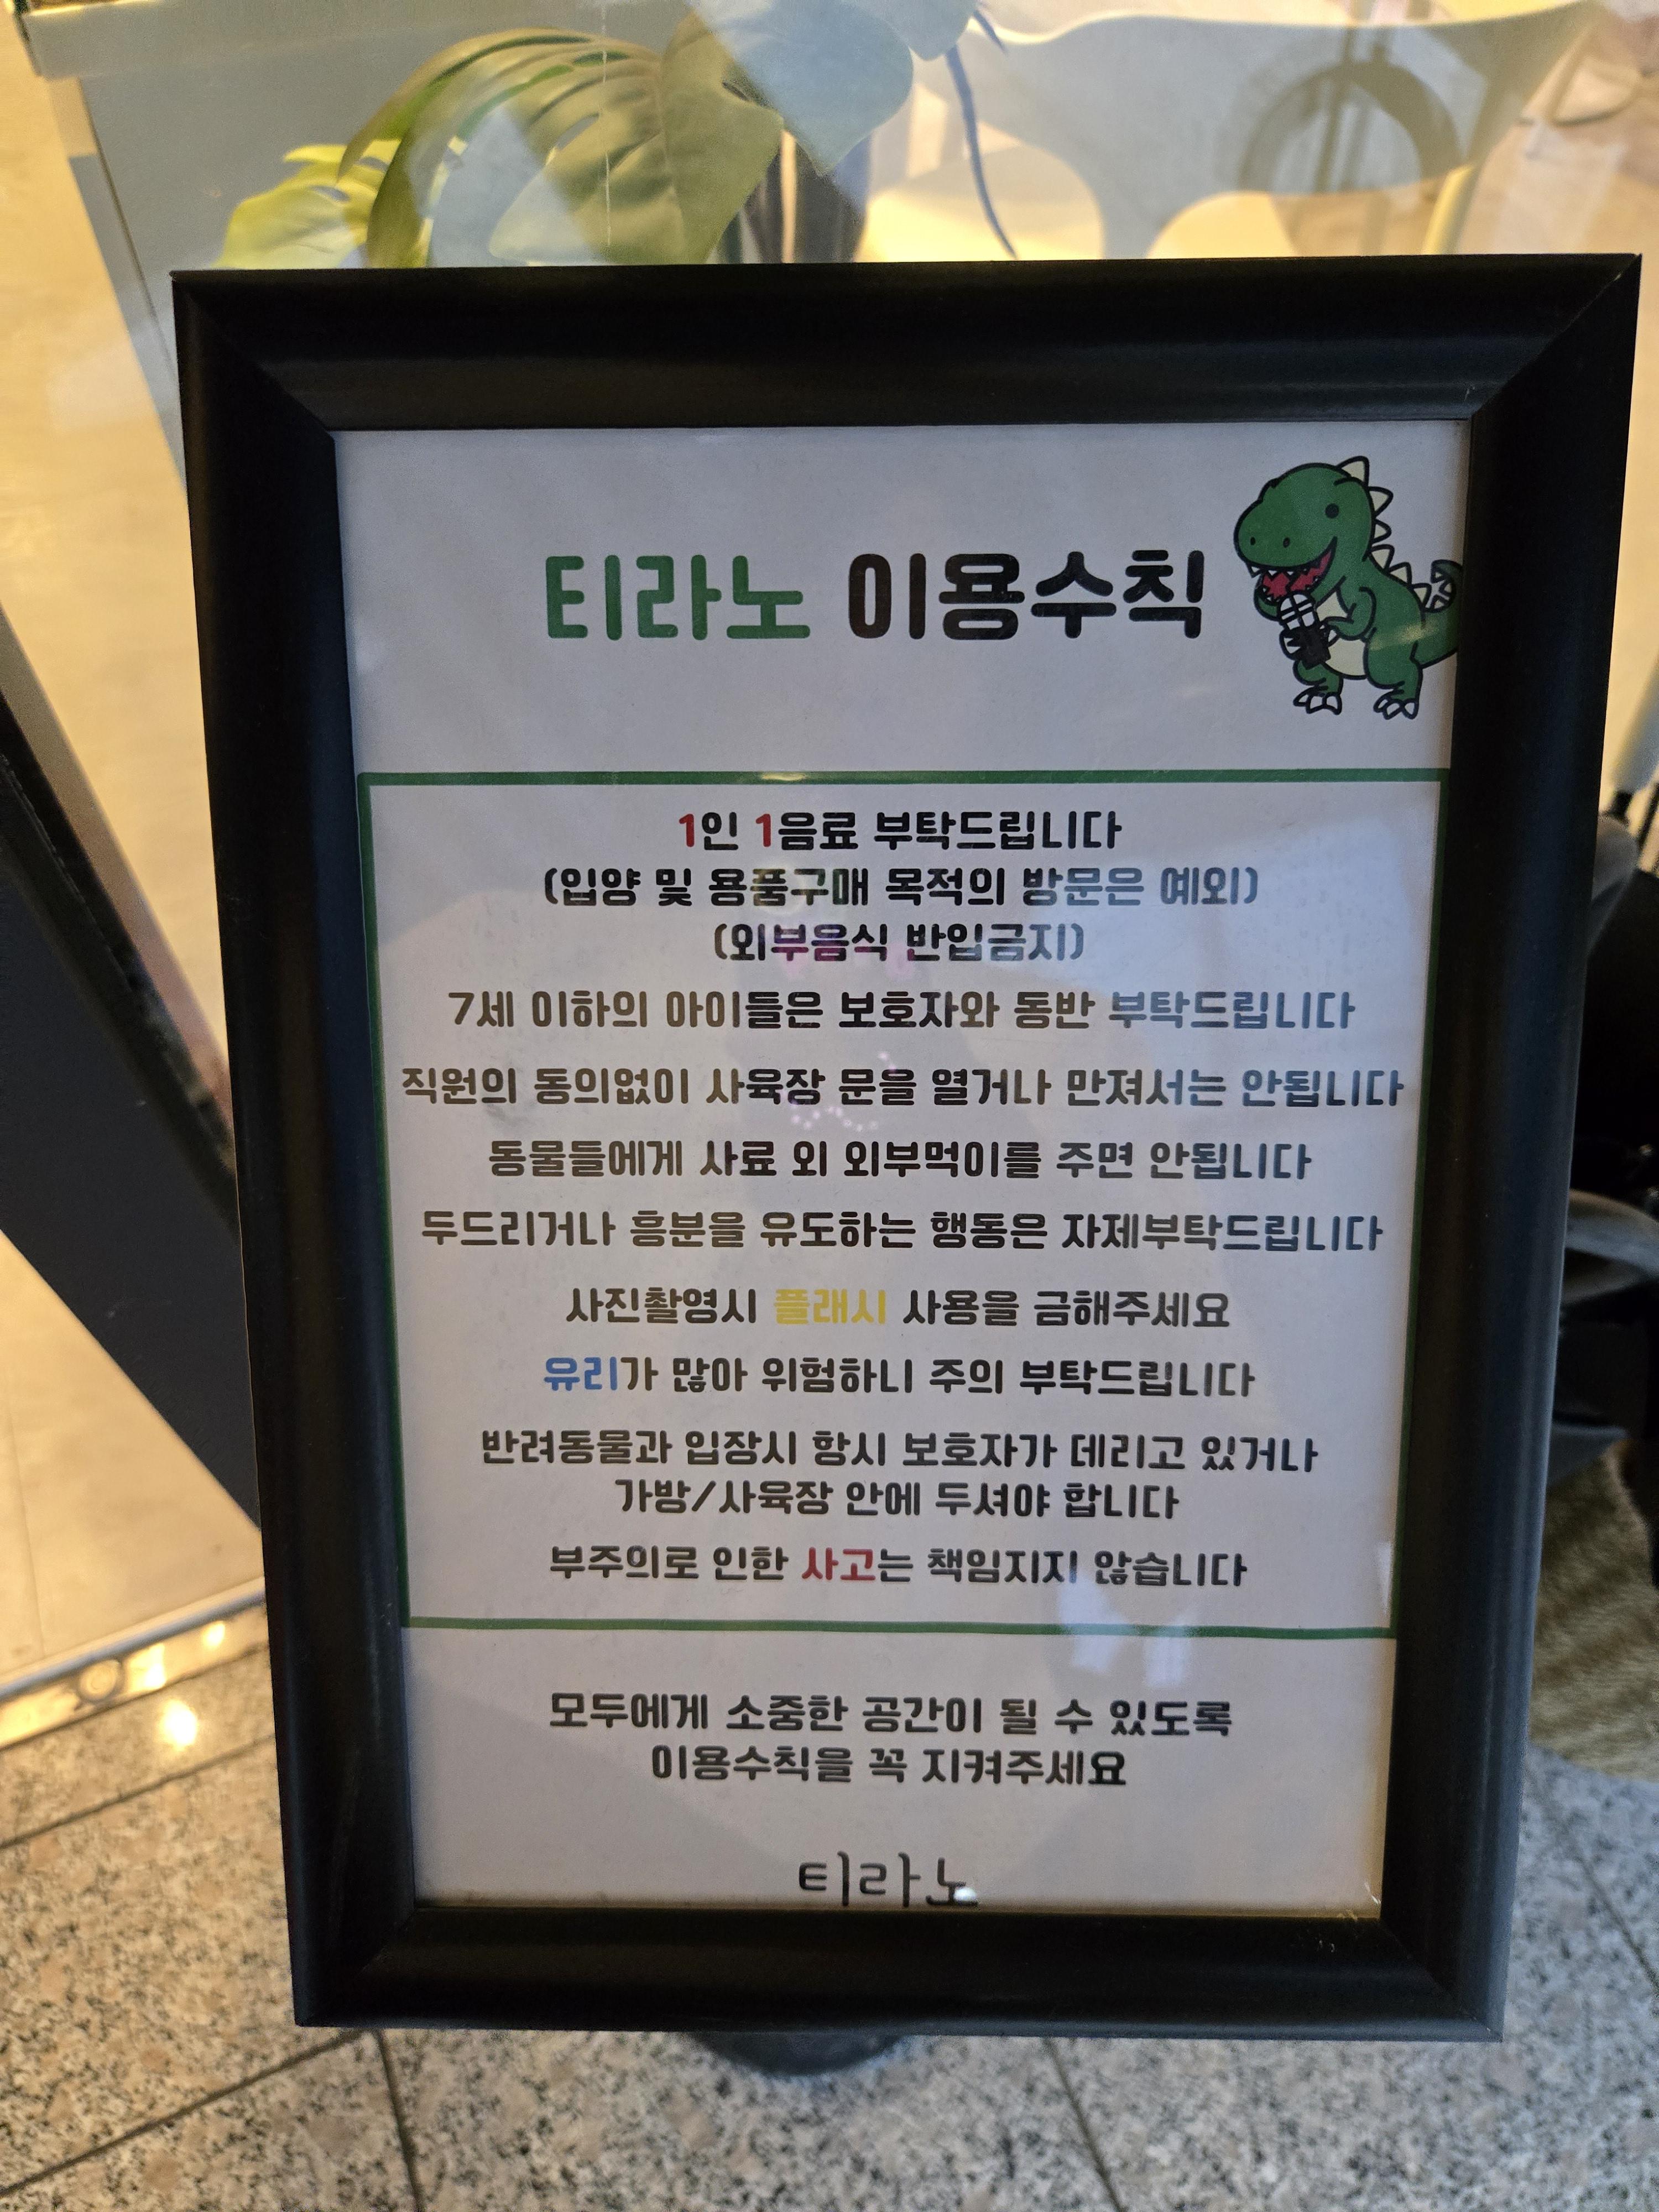 티라노 이용수칙
1인 1음료 부탁드립니다
(입양 및 용품구매 목적의 방문은 예외)
(외부음식 반입금지)
7세 이하의 아이들은 보호자와 동반 부탁드립니다
직원의 동의없이 사육장 문을 열거나 만져서는 안됩니다
동물들에게 사료 외 외부먹이를 주면 안됩니다
두드리거나 흥분을 유도하는 행동은 자제부탁드립니다
사진촬영시 플래시 사용을 금해주세요
유리가 많아 위험하니 주의 부탁드립니다
반려동물과 입장시 항시 보호자가 데리고 있거나
가방/사육장 안에 두셔야 합니다
부주의로 인한 사고는 책임지지 않습니다
모두에게 소중한 공간이 될 수 있도록
이용수칙을 꼭 지켜주세요
티라노